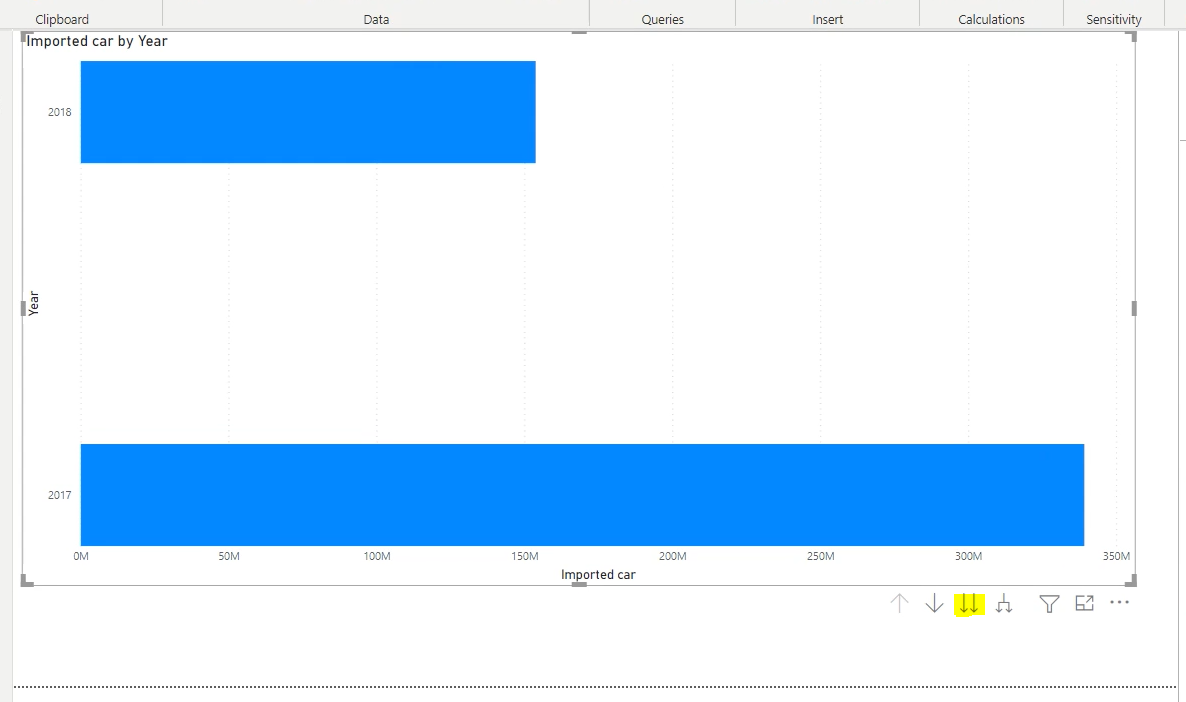 Clipboard Data Queries Insert Calculations Sensitivity
Imported car by Year
2018
Year
2017
0M 50M 100M 150M 200M 250M 300M 350M
Imported car